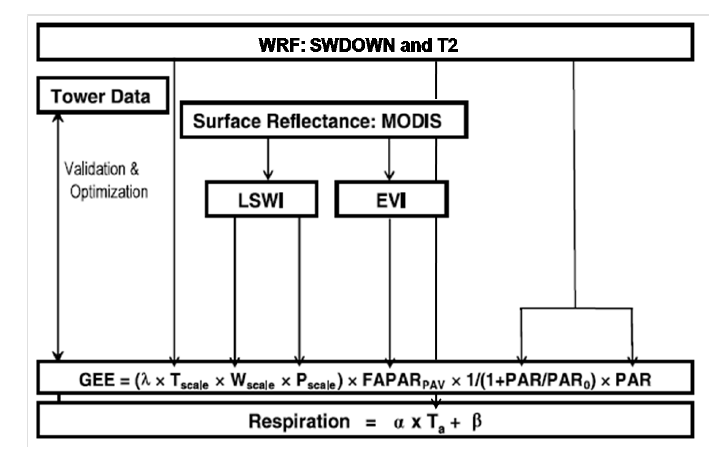 WRF: SWDOWN and T2
Tower Data
Surface Reflectance: MODIS
Validation &
Optimization
LSWI
EVI
GEE = (λ × Tscale × Wscale × Pscale) × FAPARPAV × 1/(1+PAR/PAR0) × PAR
Respiration = α x Ta + β